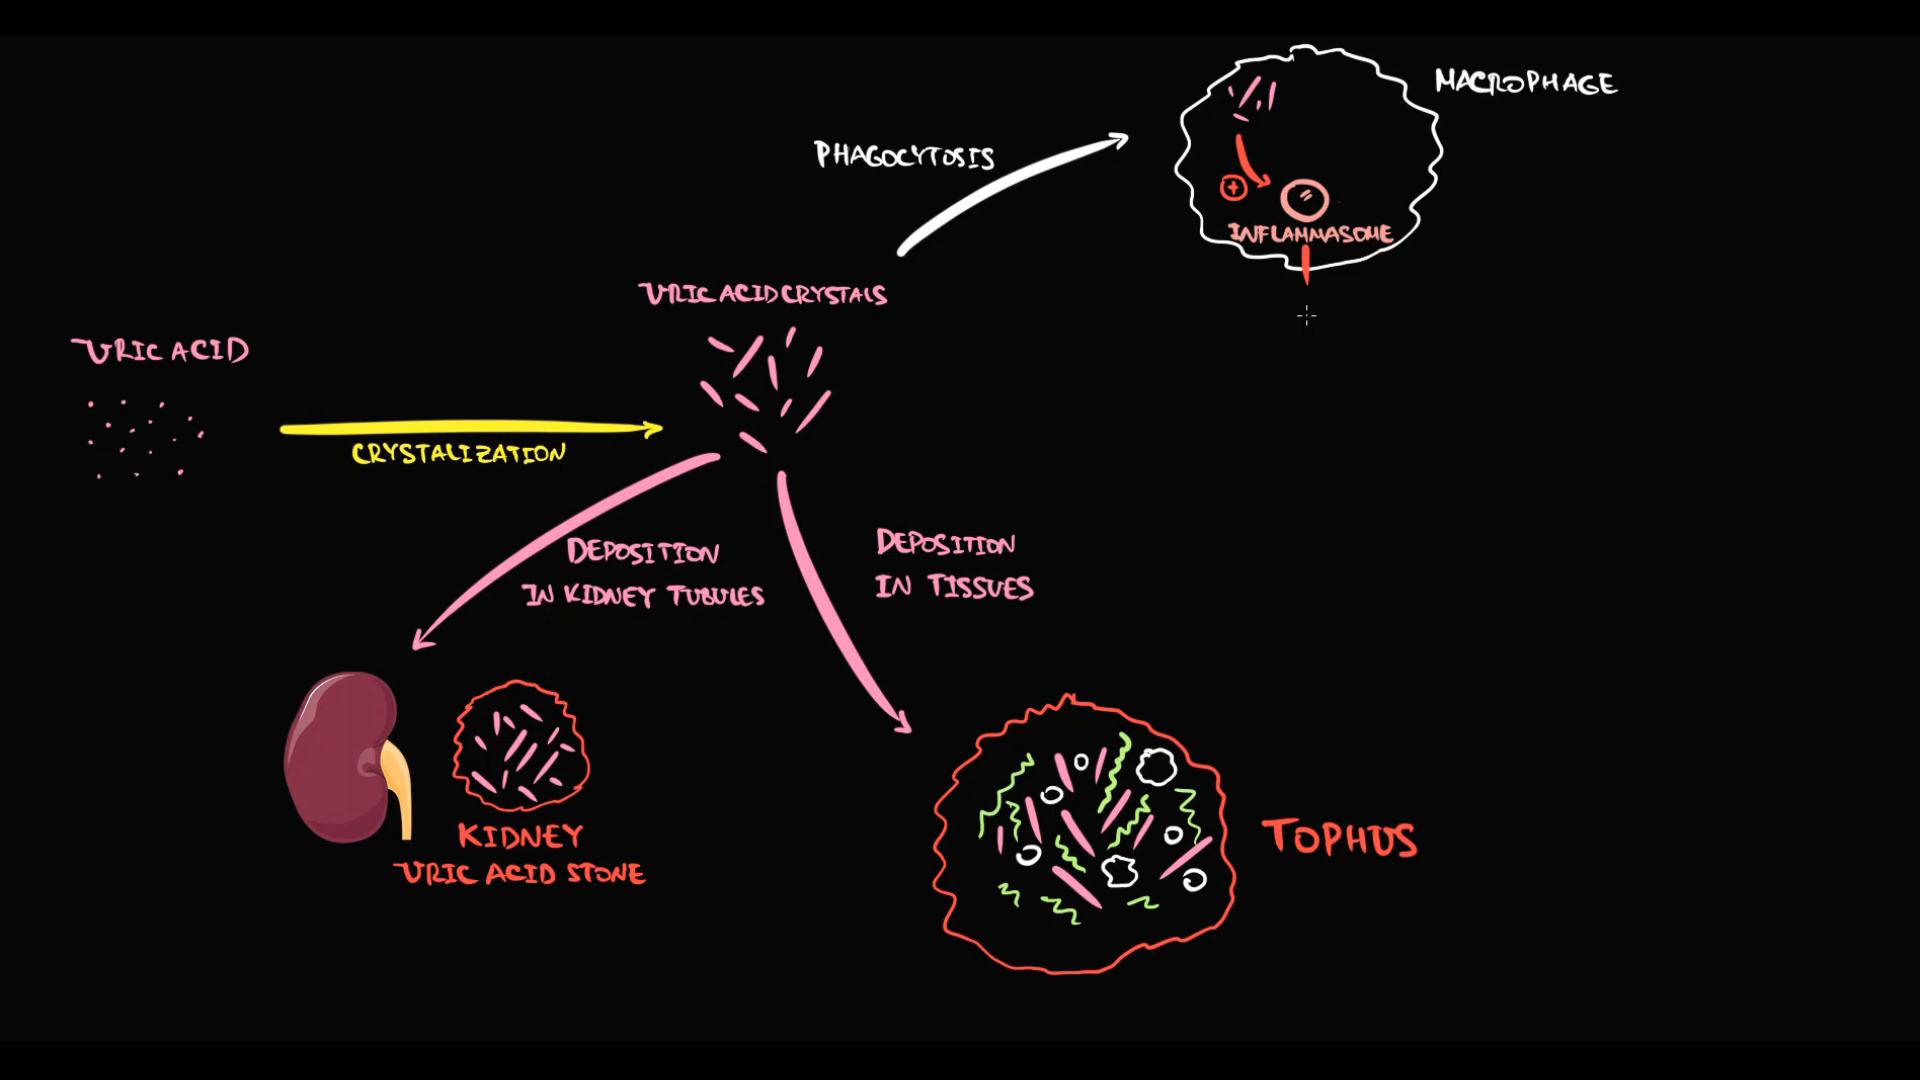 MACROPHAGE
PHAGOCYTOSIS
INFLAMMASOME
URIC ACID CRYSTALS
URIC ACID
CRYSTALIZATION
DEPOSITION
IN KIDNEY TUBULES
DEPOSITION
IN TISSUES
KIDNEY
URIC ACID STONE
TOPHUS